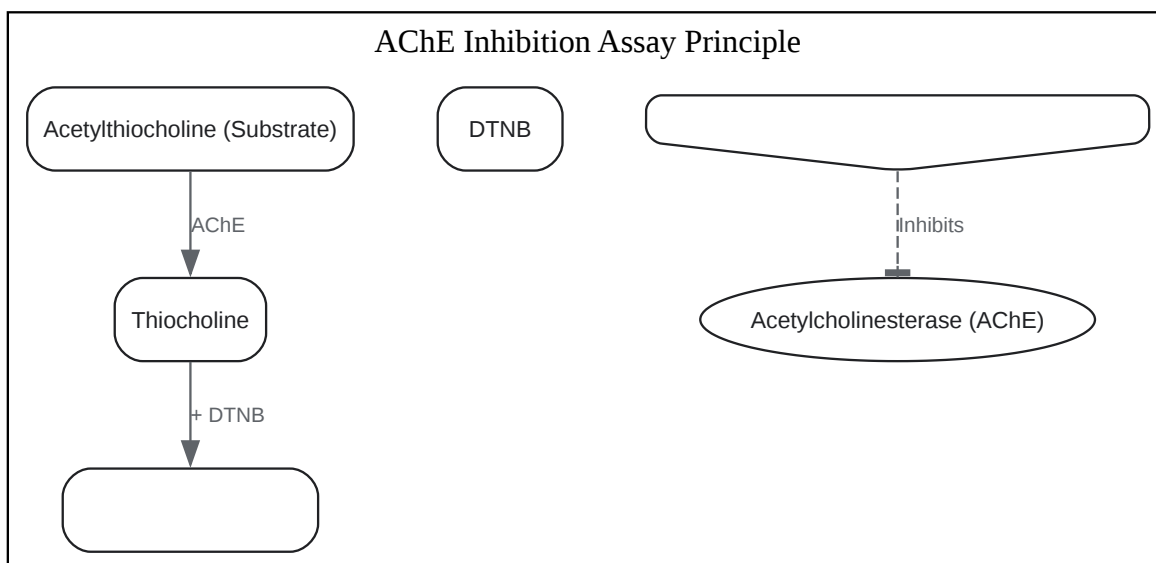 AChE Inhibition Assay Principle
Acetylthiocholine (Substrate)
DTNB
AChE
Inhibits
Thiocholine
Acetylcholinesterase (AChE)
+ DTNB